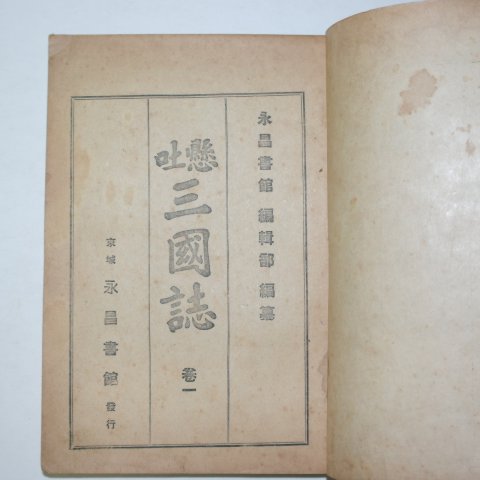 永昌書館 編輯部 編纂
懸吐
三國誌
卷一
京城 永昌書館 發行